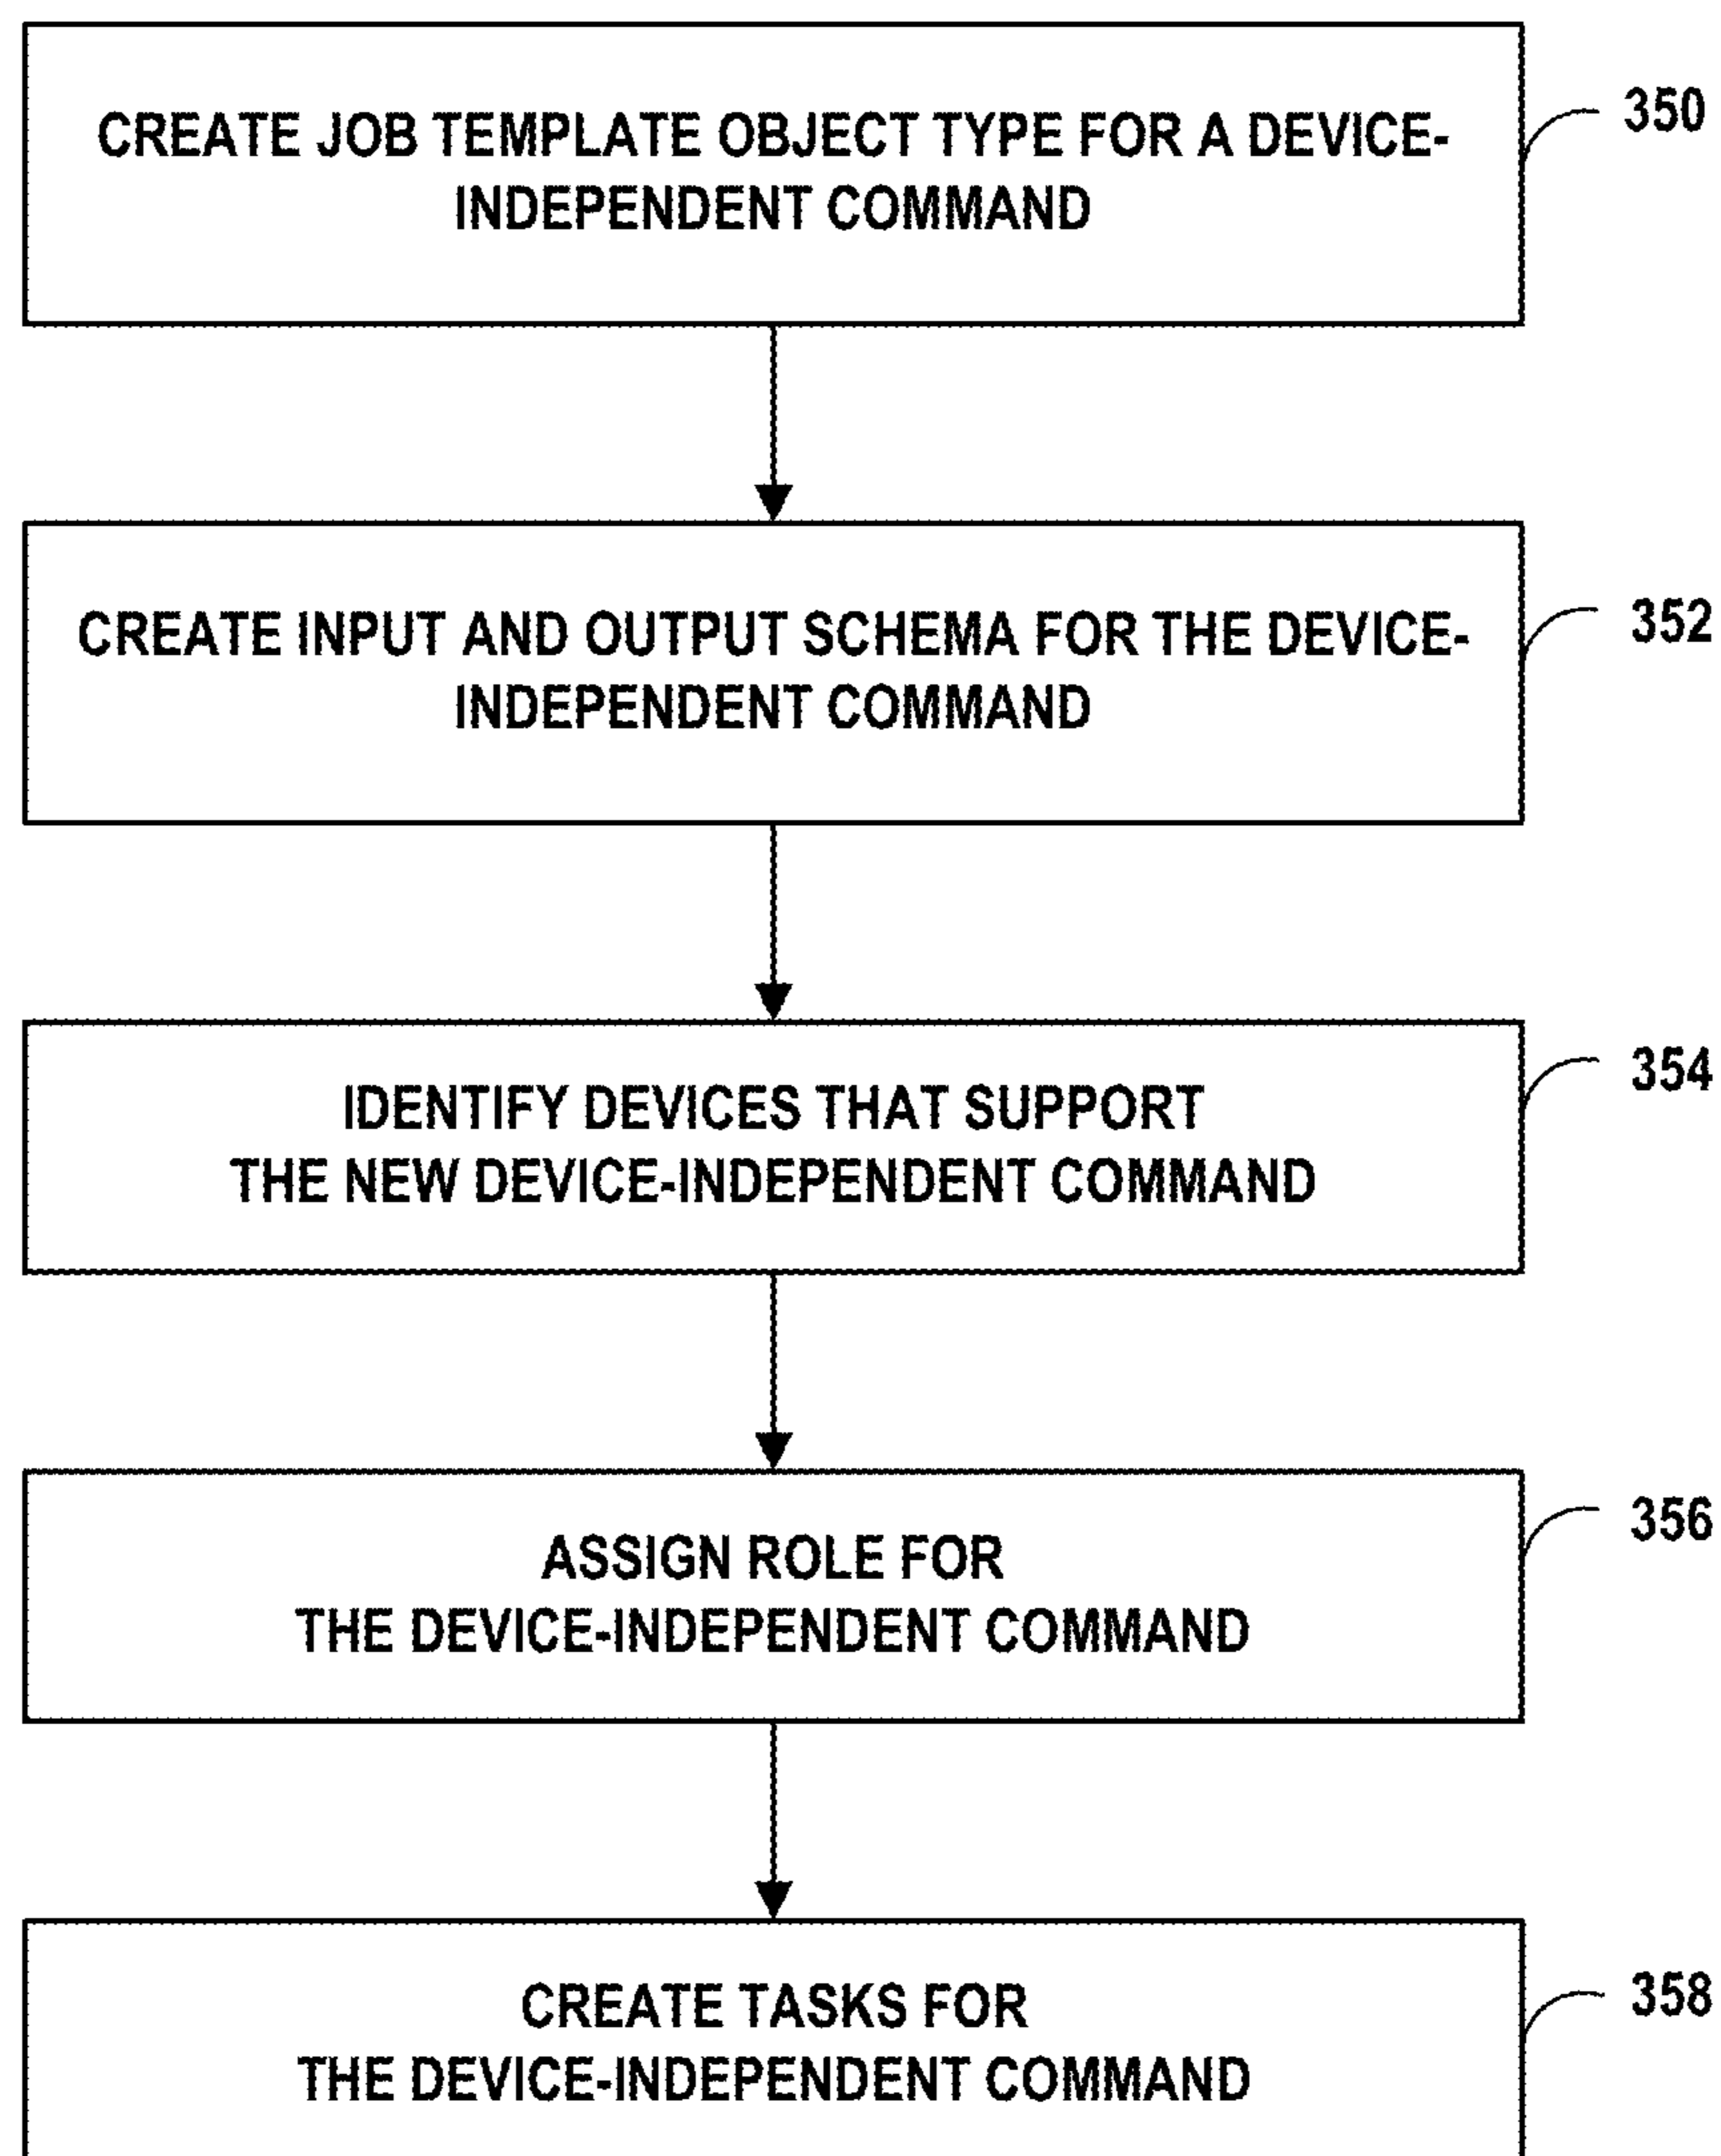 CREATE JOB TEMPLATE OBJECT TYPE FOR A DEVICE-
INDEPENDENT COMMAND
350
CREATE INPUT AND OUTPUT SCHEMA FOR THE DEVICE-
INDEPENDENT COMMAND
352
IDENTIFY DEVICES THAT SUPPORT
THE NEW DEVICE-INDEPENDENT COMMAND
354
ASSIGN ROLE FOR
THE DEVICE-INDEPENDENT COMMAND
356
CREATE TASKS FOR
THE DEVICE-INDEPENDENT COMMAND
358